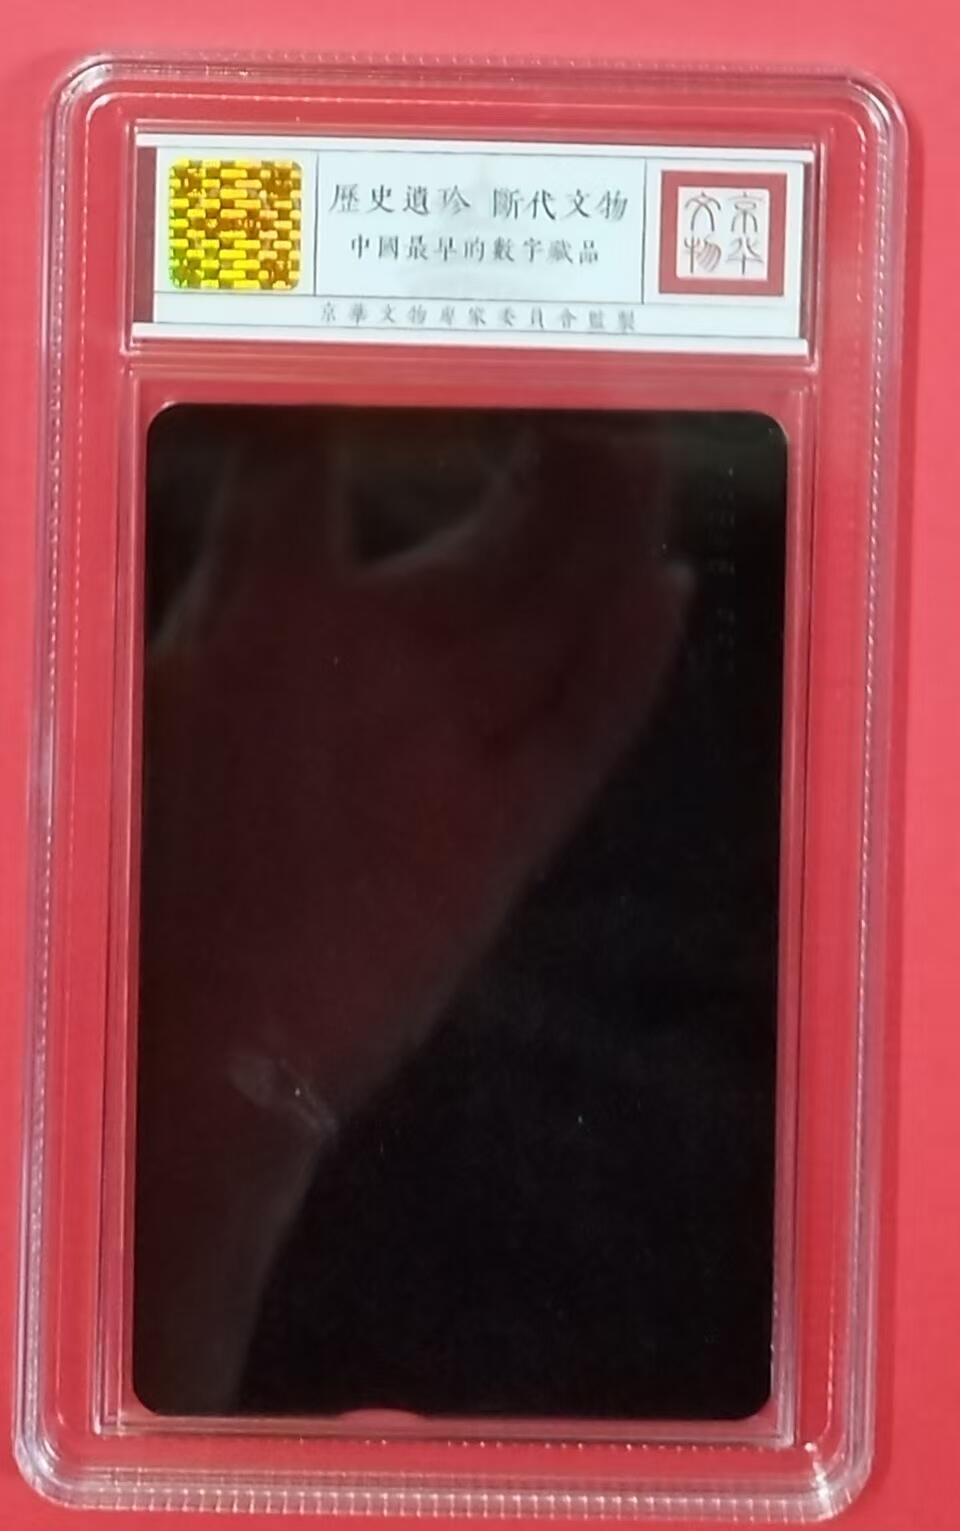 歷史遺珍 斷代文物
中國最早的數字藏品
京華文物
京華文物專家委員會監製